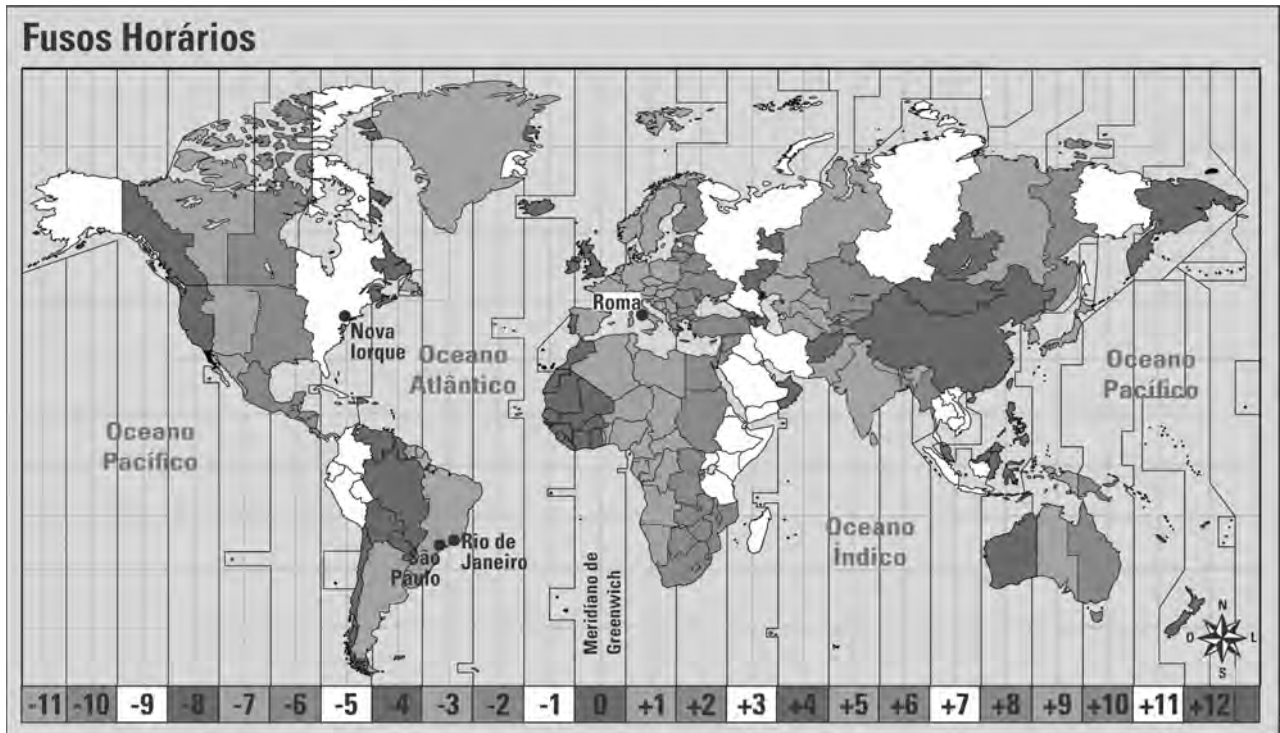 Fusos Horários
Roma
Nova
Iorque
Oceano
Atlântico
Oceano
Pacífico
Oceano
Pacífico
Rio de
Janeiro
São
Paulo
Oceano
Índico
Meridiano de
Greenwich
N
O
L
S
-11 -10 -9 -8 -7 -6 -5 -4 -3 -2 -1 0 +1 +2 +3 +4 +5 +6 +7 +8 +9 +10 +11 +12